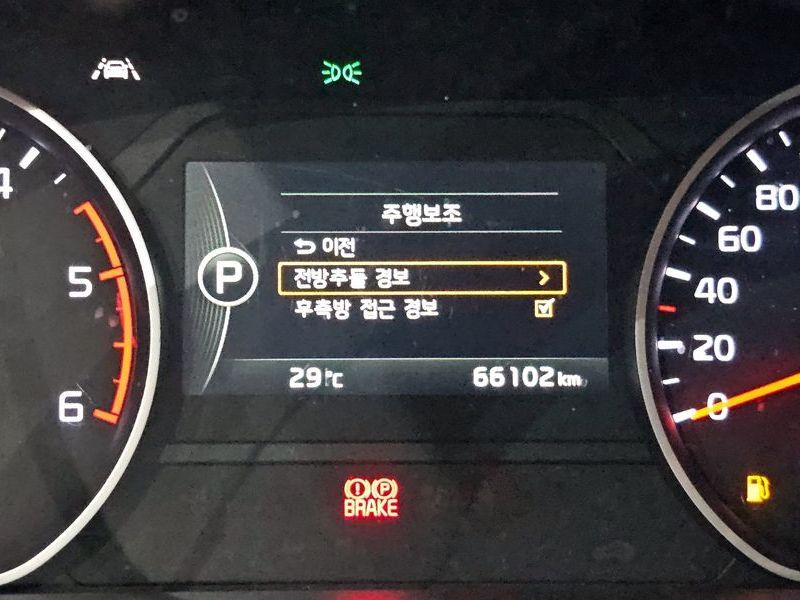 주행보조
이전
전방추돌 경보
후측방 접근 경보
P
29℃
66102km
4
5
6
80
60
40
20
0
(!) (P)
BRAKE